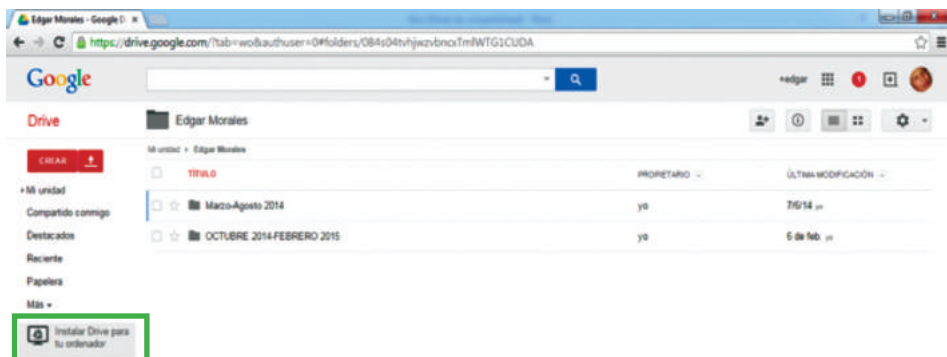 Edgar Morales - Google D
https://drive.google.com/?tab=wo&authuser=0#folders/
Google
+edgar
1
Drive
Edgar Morales
CREAR
Mi unidad
Edgar Morales
TÍTULO
PROPIETARIO
ÚLTIMA MODIFICACIÓN
Mi unidad
Marzo-Agosto 2014
yo
7/6/14 yo
Compartido conmigo
Destacados
OCTUBRE 2014-FEBRERO 2015
yo
6 de feb. yo
Reciente
Papelera
Más
Instalar Drive para
tu ordenador